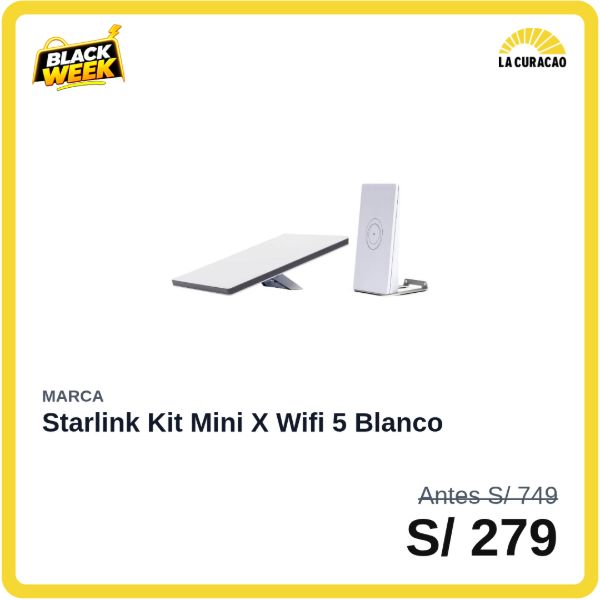 BLACK
WEEK
LA CURACAO
MARCA
Starlink Kit Mini X Wifi 5 Blanco
Antes S/ 749
S/ 279